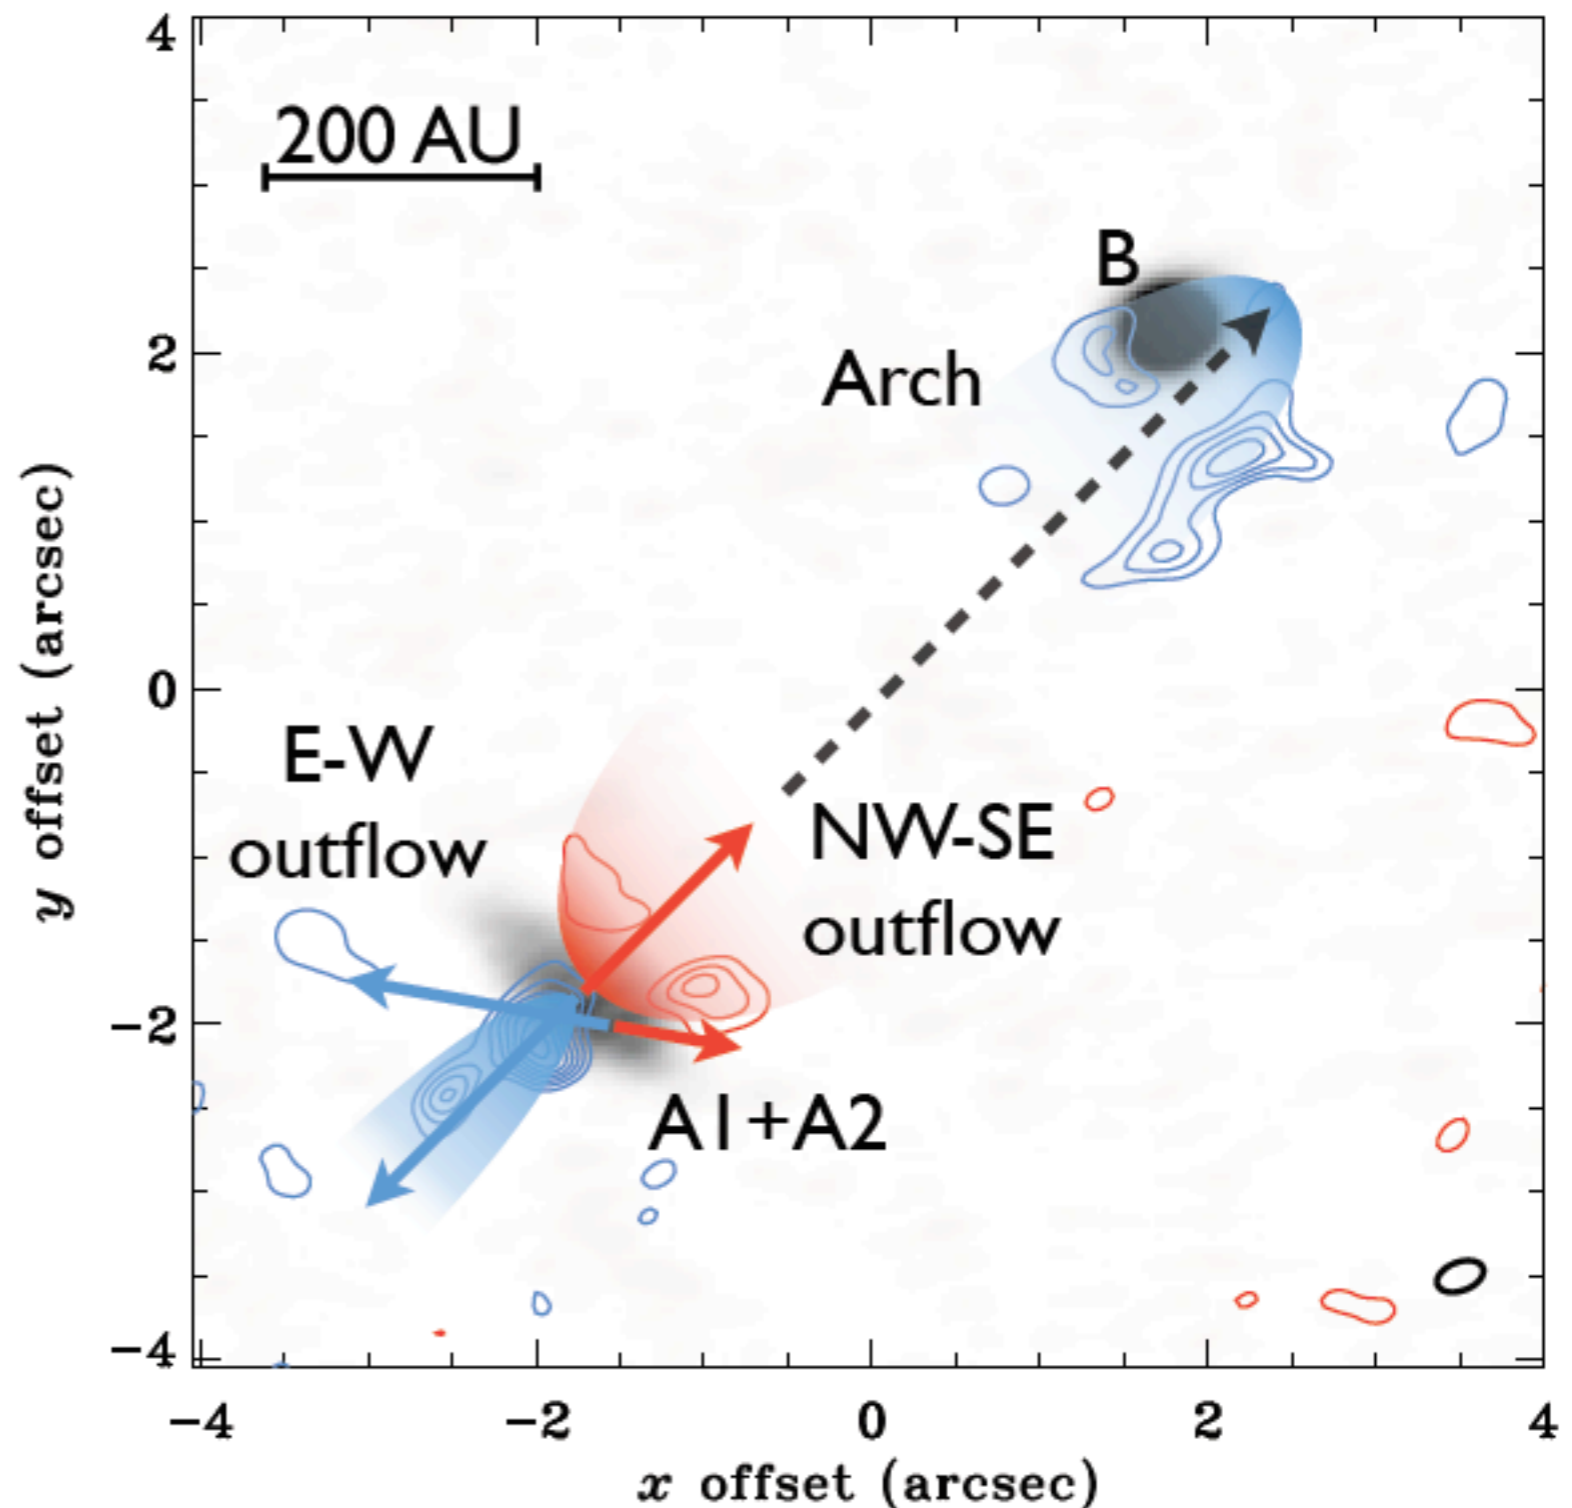 4
200 AU
B
2
Arch
y offset (arcsec)
0
E-W
outflow
NW-SE
outflow
−2
A1+A2
−4
−4 −2 0 2 4
x offset (arcsec)